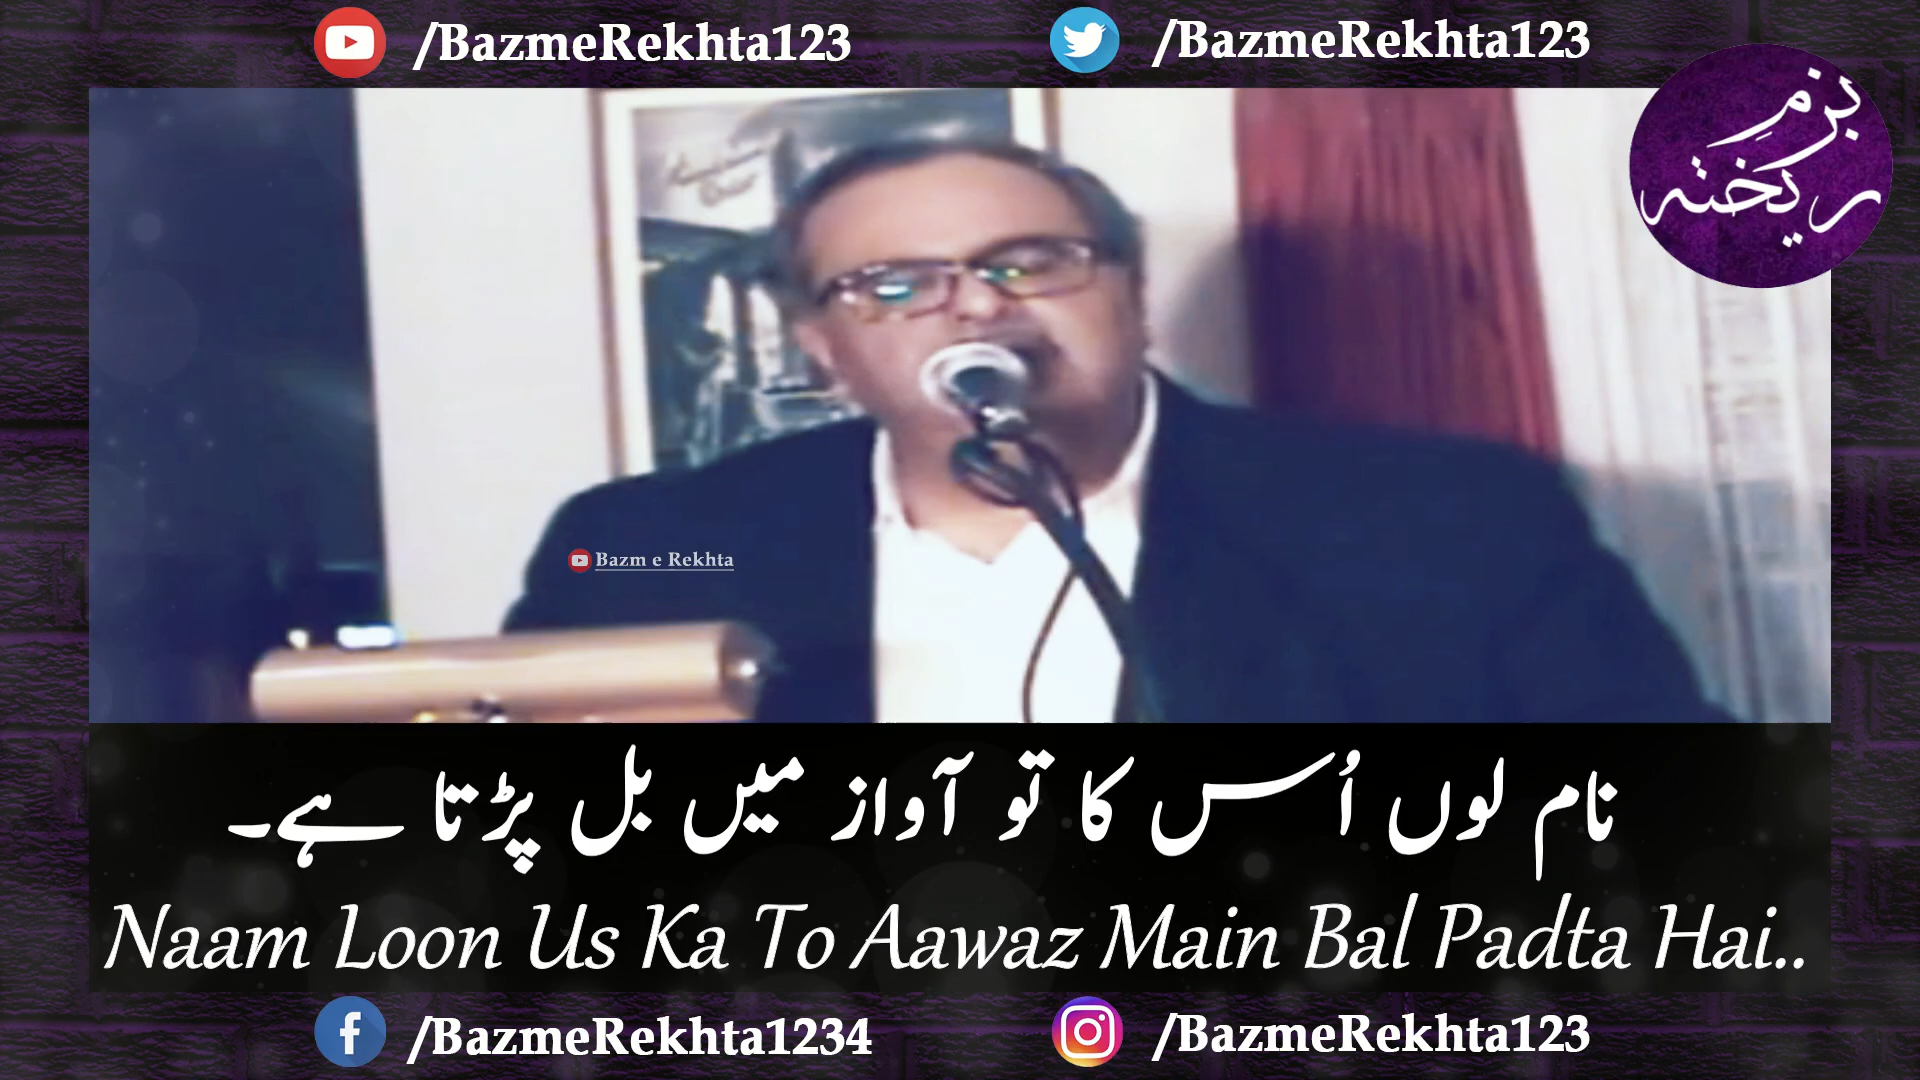 /BazmeRekhta123
/BazmeRekhta123
بزمِ
ریختہ
Bazm e Rekhta
نام لوں اُس کا تو آواز میں بل پڑتا ہے۔
Naam Loon Us Ka To Aawaz Main Bal Padta Hai..
/BazmeRekhta1234
/BazmeRekhta123